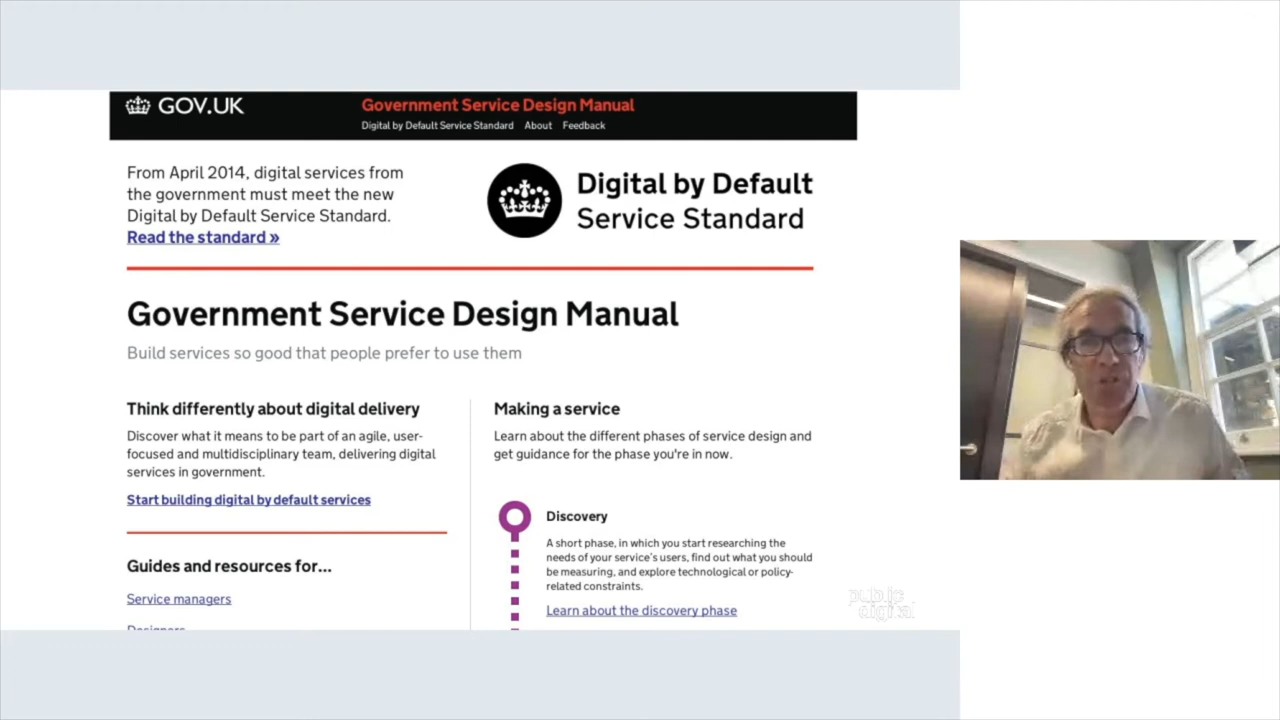 GOV.UK
Government Service Design Manual
Digital by Default Service Standard About Feedback
From April 2014, digital services from
the government must meet the new
Digital by Default Service Standard.
Read the standard »
Digital by Default
Service Standard
Government Service Design Manual
Build services so good that people prefer to use them
Think differently about digital delivery
Discover what it means to be part of an agile, user-
focused and multidisciplinary team, delivering digital
services in government.
Start building digital by default services
Guides and resources for...
Service managers
Designers
Making a service
Learn about the different phases of service design and
get guidance for the phase you're in now.
Discovery
A short phase, in which you start researching the
needs of your service's users, find out what you should
be measuring, and explore technological or policy-
related constraints.
Learn about the discovery phase
public
digital